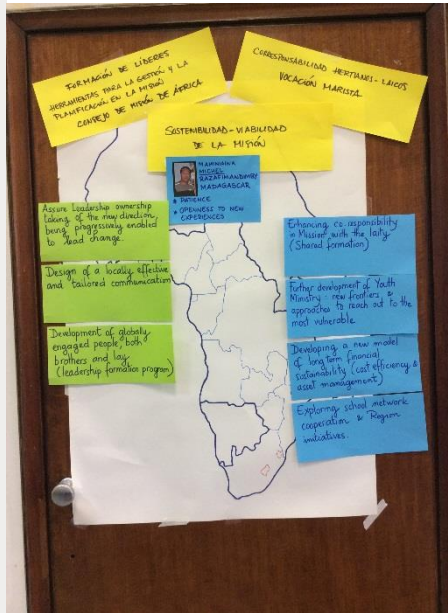 FORMACIÓN DE LÍDERES
HERRAMIENTAS PARA LA GESTIÓN Y LA
PLANIFICACIÓN EN LA MISIÓN
CONSEJO DE MISIÓN DE ÁFRICA
CORRESPONSABILIDAD HERMANOS-LAICOS
VOCACIÓN MARISTA
SOSTENIBILIDAD-VIABILIDAD
DE LA MISIÓN
MICHEL
MADAGASCAR
PATIENCE
OPENNESS TO NEW
EXPERIENCES
Assure Leadership ownership
taking of the new direction,
being progressively enabled
to lead change.
Design of a locally effective
and tailored communication
Development of globally
engaged people, both
brothers and lay
(leadership formation program)
Enhancing co-responsibility
in Mission with the laity
(Shared formation)
Further development of Youth
Ministry: new frontiers &
approaches to reach out to the
most vulnerable.
Developing a new model
of long term financial
sustainability (cost efficiency &
asset management)
Exploring school network
cooperation & Region
initiatives.